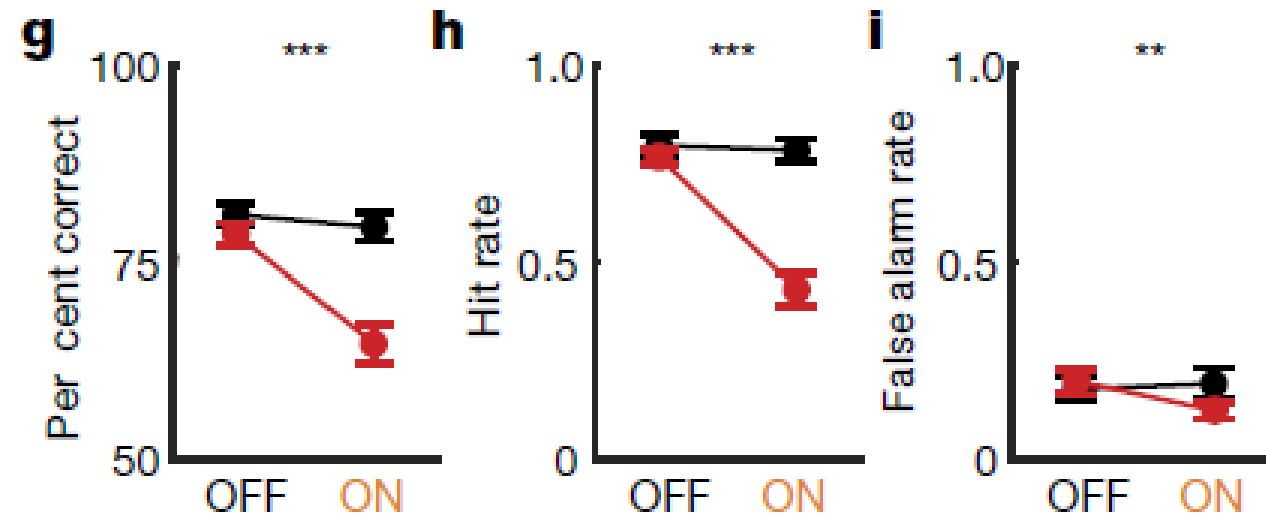 g
***
100
75
50
Per cent correct
OFF ON
h
***
1.0
0.5
0
Hit rate
OFF ON
i
**
1.0
0.5
0
False alarm rate
OFF ON